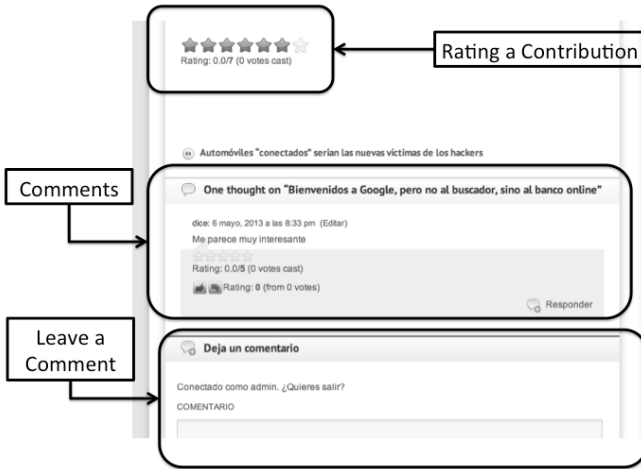 Rating a Contribution
Rating: 0.0/7 (0 votes cast)
Automóviles “conectados” serian las nuevas víctimas de los hackers
Comments
One thought on “Bienvenidos a Google, pero no al buscador, sino al banco online”
dice: 6 mayo, 2013 a las 8:33 pm (Editar)
Me parece muy interesante
Rating: 0.0/5 (0 votes cast)
Rating: 0 (from 0 votes)
Responder
Leave a
Comment
Deja un comentario
Conectado como admin. ¿Quieres salir?
COMENTARIO